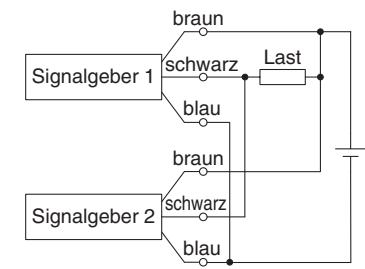 braun
schwarz
Last
Signalgeber 1
blau
braun
schwarz
Signalgeber 2
blau